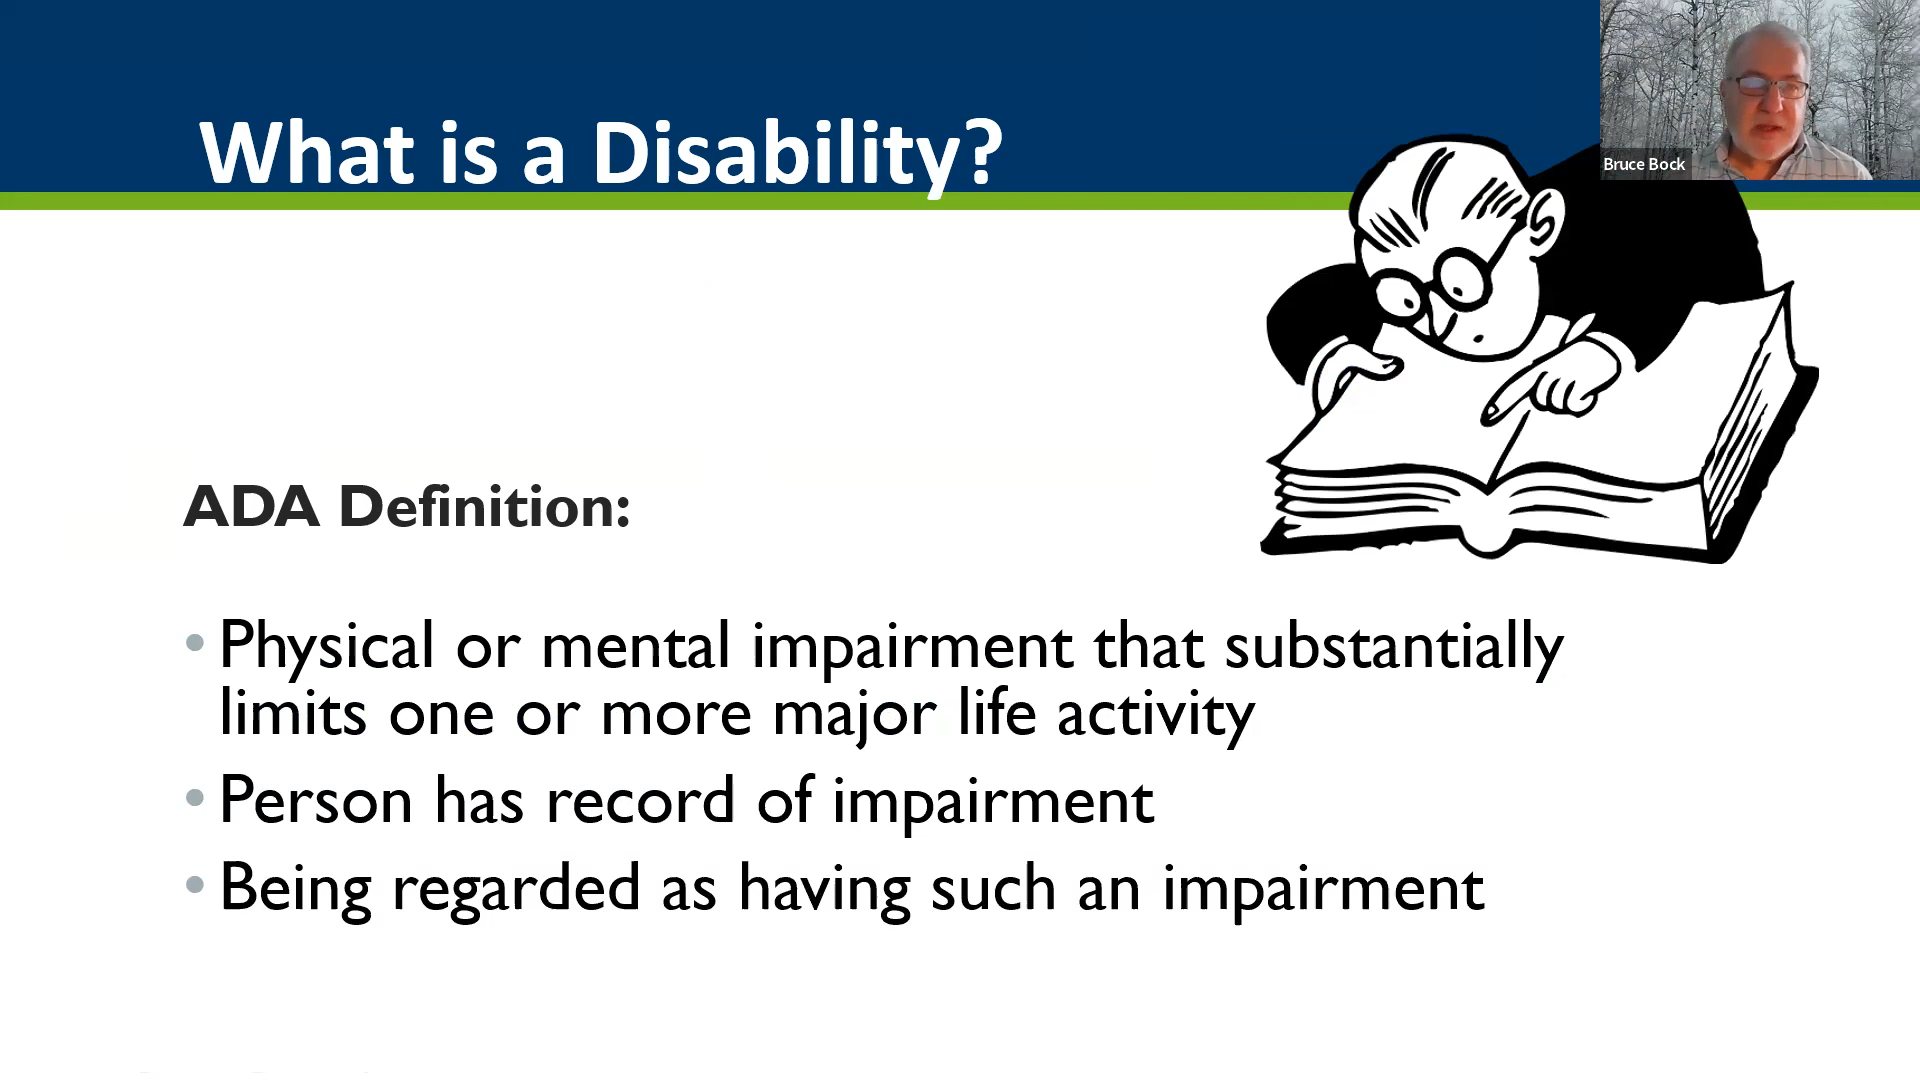 What is a Disability?
Bruce Bock
ADA Definition:
• Physical or mental impairment that substantially
limits one or more major life activity
• Person has record of impairment
• Being regarded as having such an impairment